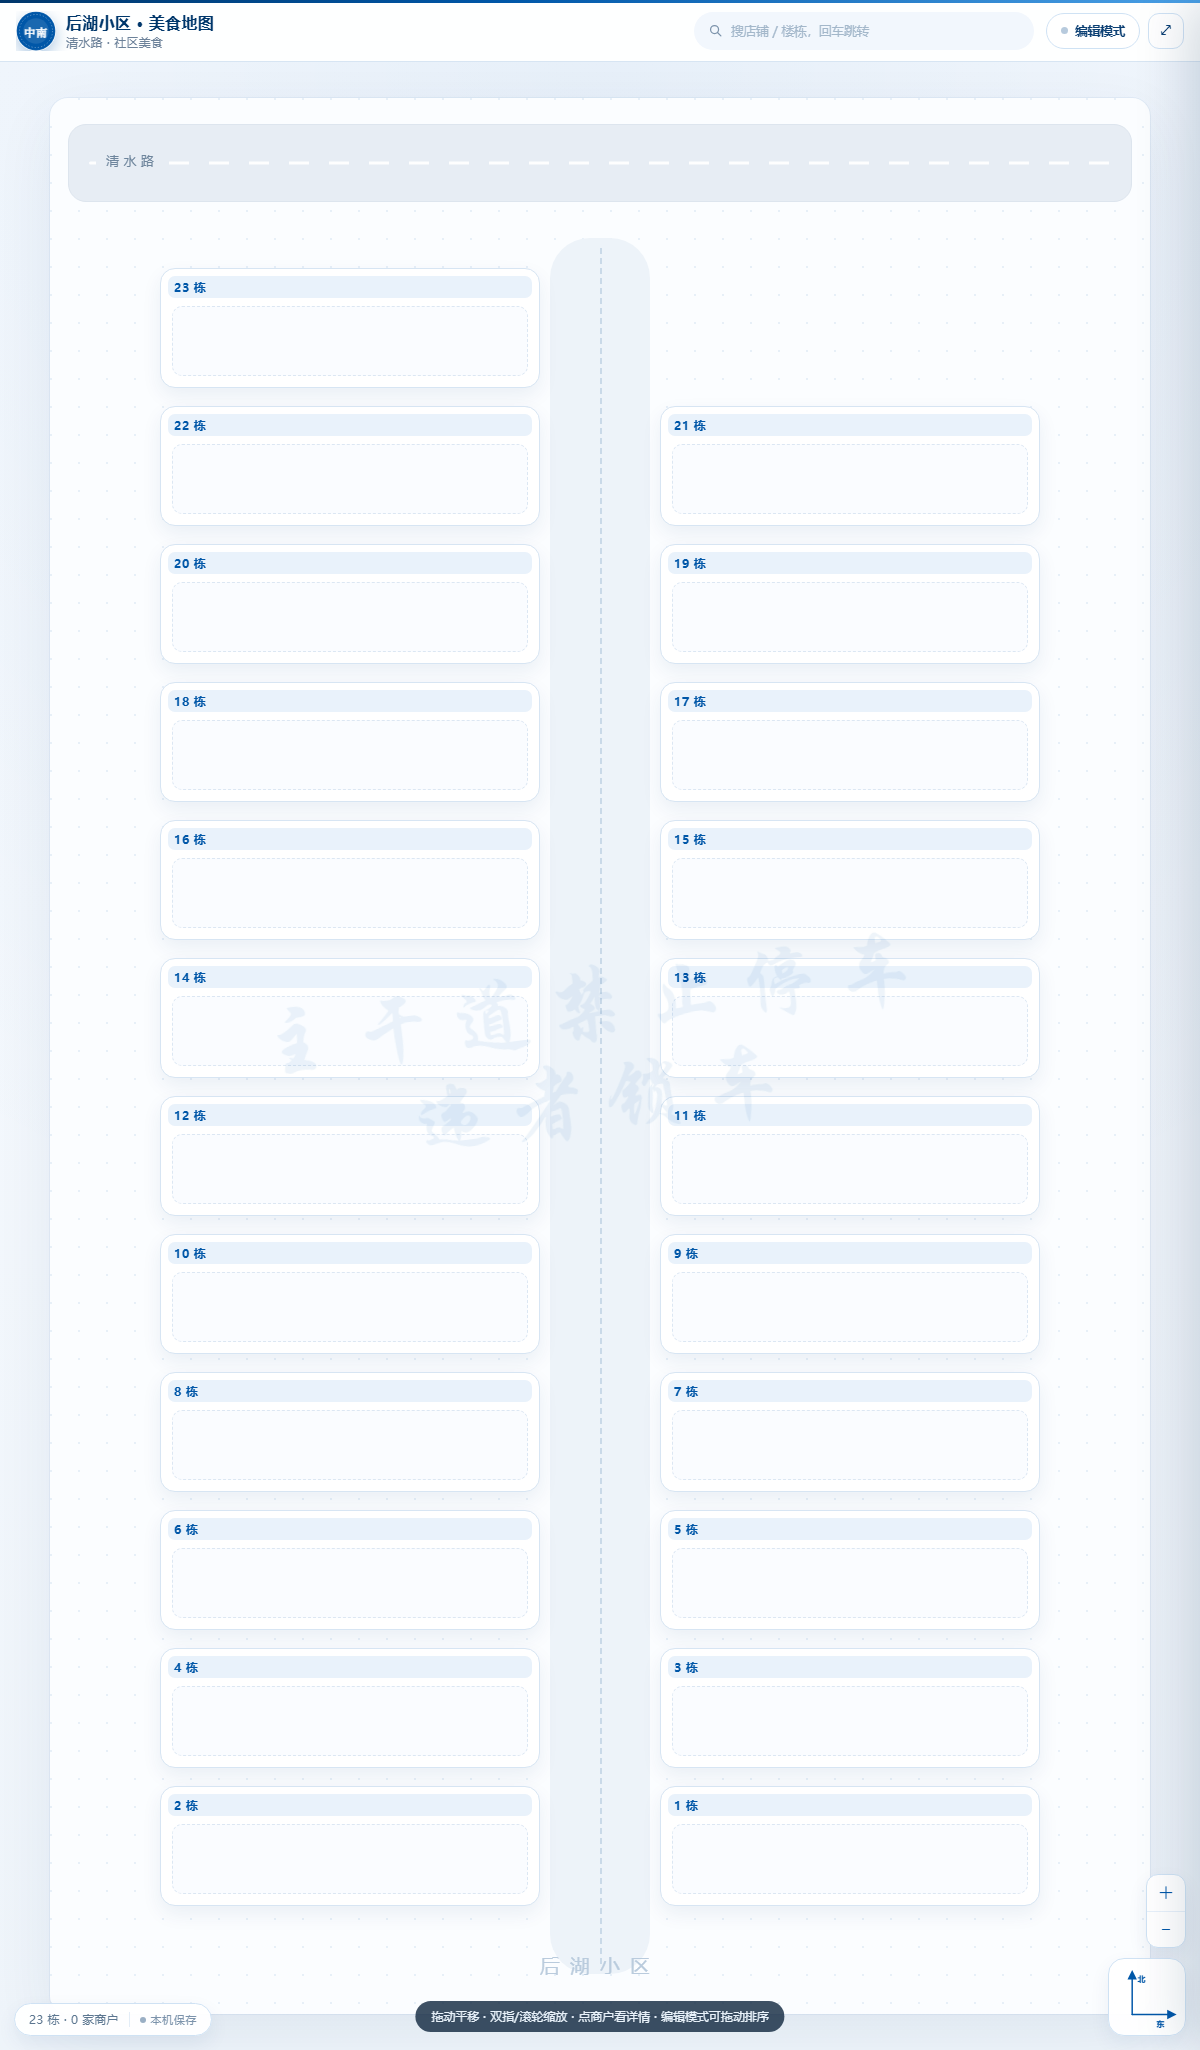 中南
后湖小区 • 美食地图
清水路 · 社区美食
搜店铺 / 楼栋，回车跳转
编辑模式
清水路
23 栋
22 栋
21 栋
20 栋
19 栋
18 栋
17 栋
16 栋
15 栋
14 栋
13 栋
主干道禁止停车
违者锁车
12 栋
11 栋
10 栋
9 栋
8 栋
7 栋
6 栋
5 栋
4 栋
3 栋
2 栋
1 栋
+
−
后湖小区
北
东
23 栋 · 0 家商户
本机保存
拖动平移 · 双指/滚轮缩放 · 点商户看详情 · 编辑模式可拖动排序